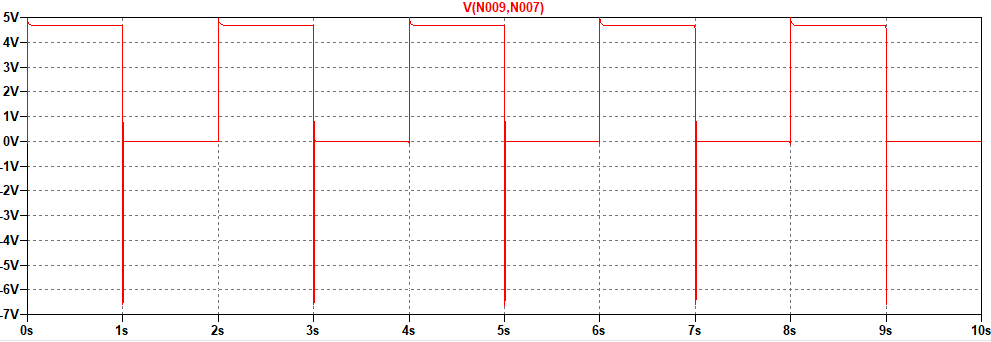 V(N009,N007)
5V
4V
3V
2V
1V
0V
-1V
-2V
-3V
-4V
-5V
-6V
-7V
0s 1s 2s 3s 4s 5s 6s 7s 8s 9s 10s